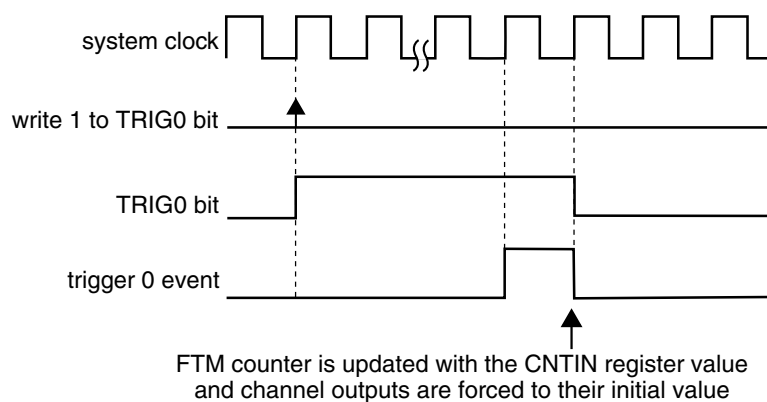 system clock
write 1 to TRIG0 bit
TRIG0 bit
trigger 0 event
FTM counter is updated with the CNTIN register value
and channel outputs are forced to their initial value